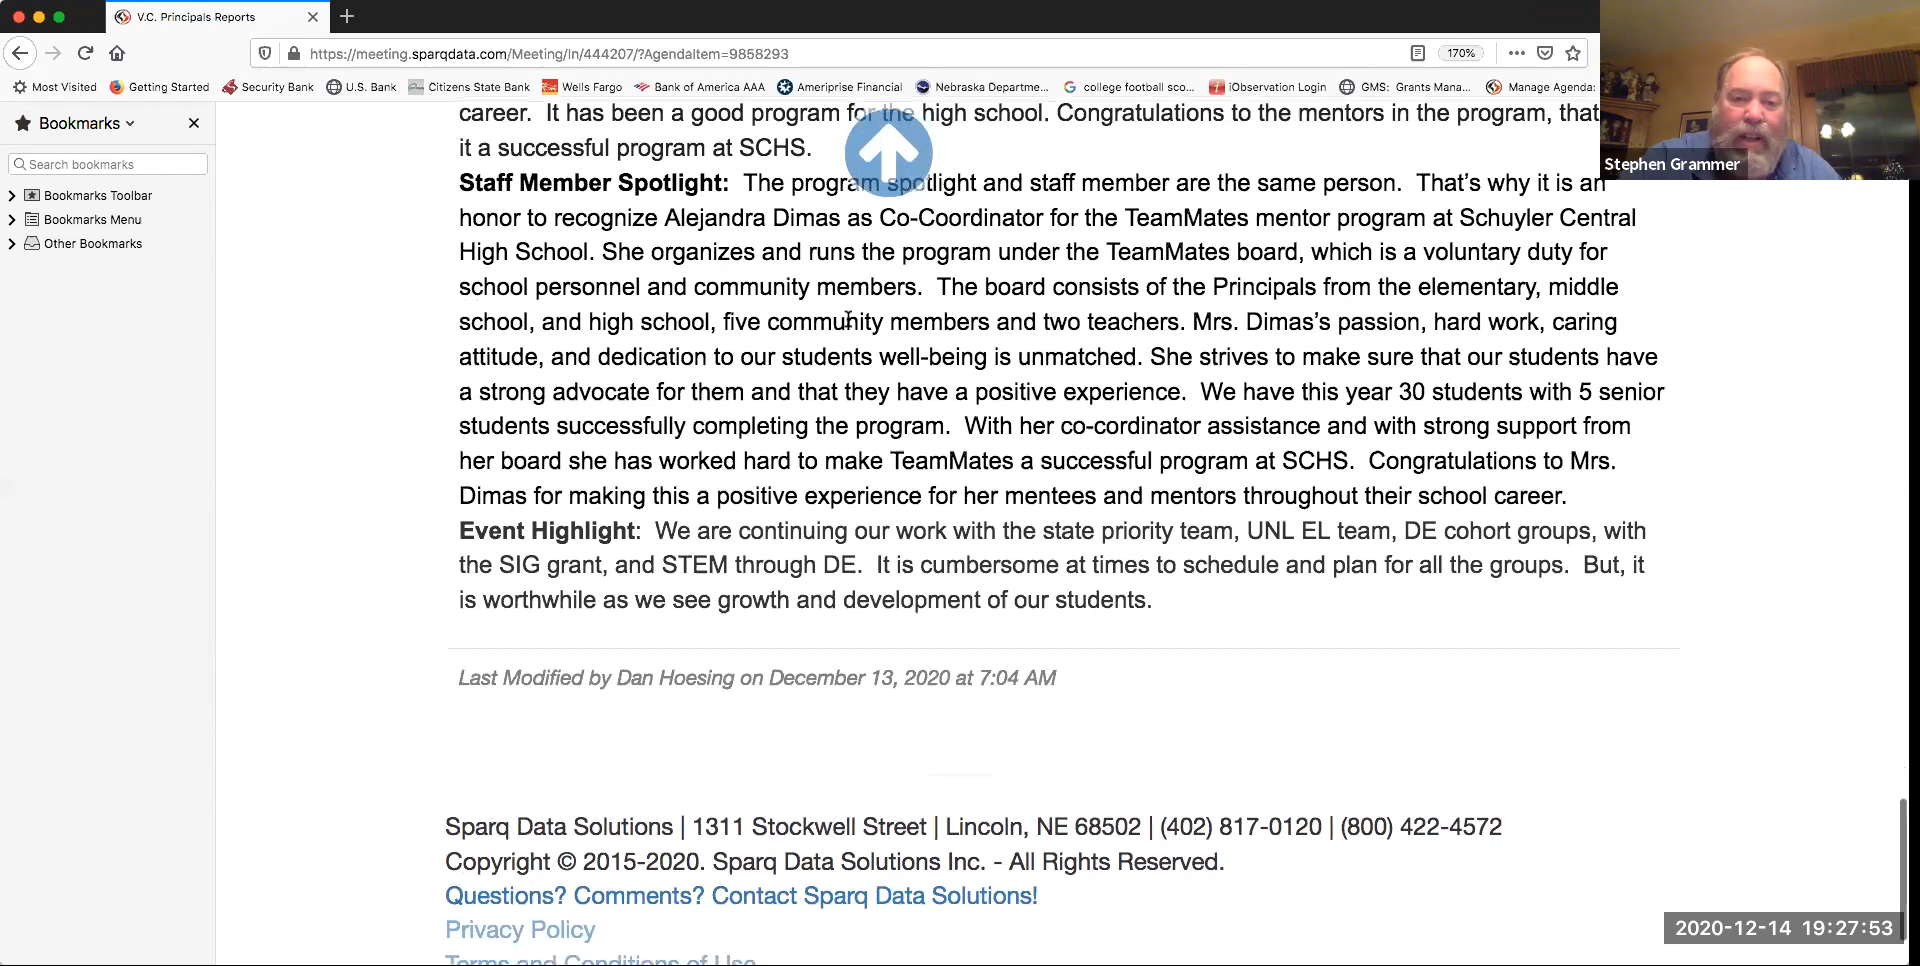 V.C. Principals Reports
https://meeting.sparqdata.com/Meeting/In/444207/?AgendaItem=9858293
170%
Most Visited Getting Started Security Bank U.S. Bank Citizens State Bank Wells Fargo Bank of America AAA Ameriprise Financial Nebraska Departme... college football sco... iObservation Login GMS: Grants Mana... Manage Agenda:
Bookmarks
Search bookmarks
Bookmarks Toolbar
Bookmarks Menu
Other Bookmarks
career. It has been a good program for the high school. Congratulations to the mentors in the program, that
it a successful program at SCHS.
Staff Member Spotlight: The program spotlight and staff member are the same person. That's why it is an
honor to recognize Alejandra Dimas as Co-Coordinator for the TeamMates mentor program at Schuyler Central
High School. She organizes and runs the program under the TeamMates board, which is a voluntary duty for
school personnel and community members. The board consists of the Principals from the elementary, middle
school, and high school, five community members and two teachers. Mrs. Dimas's passion, hard work, caring
attitude, and dedication to our students well-being is unmatched. She strives to make sure that our students have
a strong advocate for them and that they have a positive experience. We have this year 30 students with 5 senior
students successfully completing the program. With her co-cordinator assistance and with strong support from
her board she has worked hard to make TeamMates a successful program at SCHS. Congratulations to Mrs.
Dimas for making this a positive experience for her mentees and mentors throughout their school career.
Event Highlight: We are continuing our work with the state priority team, UNL EL team, DE cohort groups, with
the SIG grant, and STEM through DE. It is cumbersome at times to schedule and plan for all the groups. But, it
is worthwhile as we see growth and development of our students.
Last Modified by Dan Hoesing on December 13, 2020 at 7:04 AM
Sparq Data Solutions | 1311 Stockwell Street | Lincoln, NE 68502 | (402) 817-0120 | (800) 422-4572
Copyright © 2015-2020. Sparq Data Solutions Inc. - All Rights Reserved.
Questions? Comments? Contact Sparq Data Solutions!
Privacy Policy
Terms and Conditions of Use
Stephen Grammer
2020-12-14 19:27:53